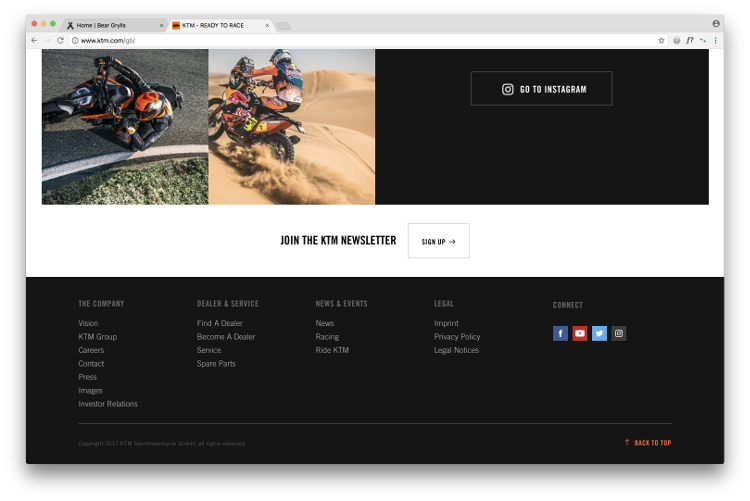 Home | Bear Grylls
KTM - READY TO RACE
www.ktm.com/gb/
f?
GO TO INSTAGRAM
JOIN THE KTM NEWSLETTER
SIGN UP →
THE COMPANY
Vision
KTM Group
Careers
Contact
Press
Images
Investor Relations
DEALER & SERVICE
Find A Dealer
Become A Dealer
Service
Spare Parts
NEWS & EVENTS
News
Racing
Ride KTM
LEGAL
Imprint
Privacy Policy
Legal Notices
CONNECT
Copyright 2017 KTM Sportmotorcycle GmbH, all rights reserved
↑ BACK TO TOP